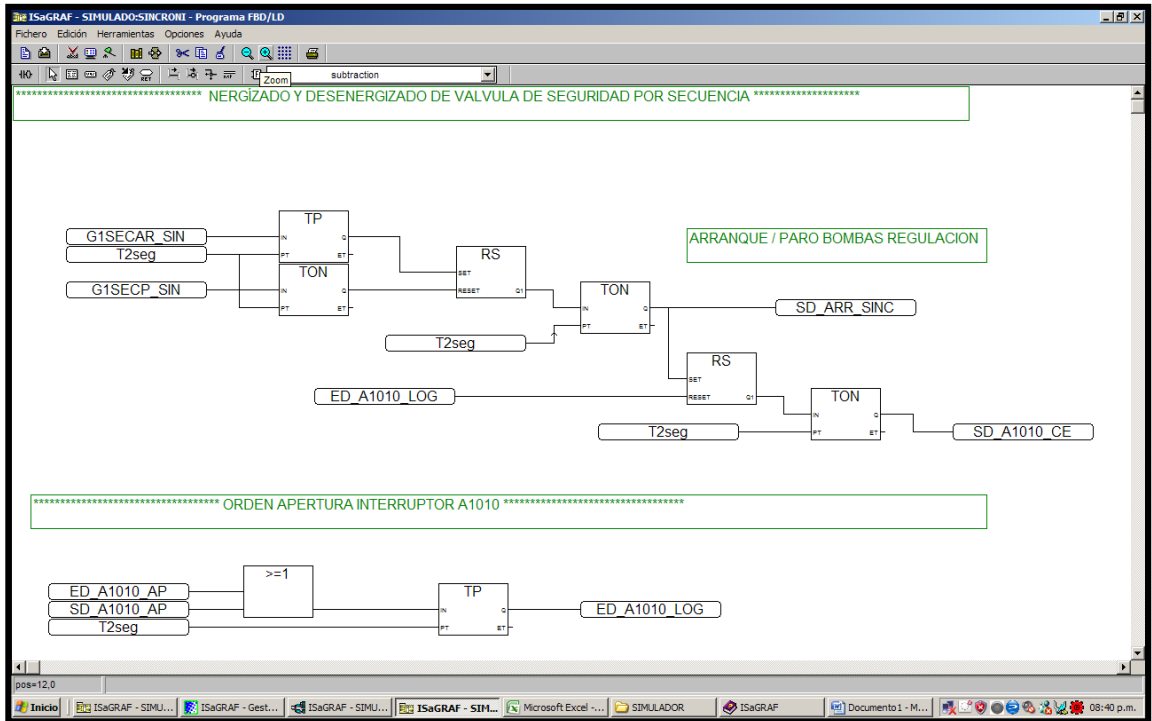 ISaGRAF - SIMULADO:SINCRONI - Programa FBD/LD
Fichero Edición Herramientas Opciones Ayuda
RET
Zoom
subtraction
********************************** NERGÍZADO Y DESENERGIZADO DE VALVULA DE SEGURIDAD POR SECUENCIA *******************
G1SECAR_SIN
T2seg
G1SECP_SIN
TP
IN Q
PT ET
TON
IN Q
PT ET
RS
SET
RESET Q1
ARRANQUE / PARO BOMBAS REGULACION
TON
IN Q
PT ET
T2seg
SD_ARR_SINC
RS
SET
RESET Q1
ED_A1010_LOG
TON
IN Q
PT ET
T2seg
SD_A1010_CE
********************************** ORDEN APERTURA INTERRUPTOR A1010 *********************************
>=1
ED_A1010_AP
SD_A1010_AP
T2seg
TP
IN Q
PT ET
ED_A1010_LOG
pos=12,0
Inicio ISaGRAF - SIMU... ISaGRAF - Gest... ISaGRAF - SIMU... ISaGRAF - SIM... Microsoft Excel -... SIMULADOR ISaGRAF Documento1 - M... 08:40 p.m.